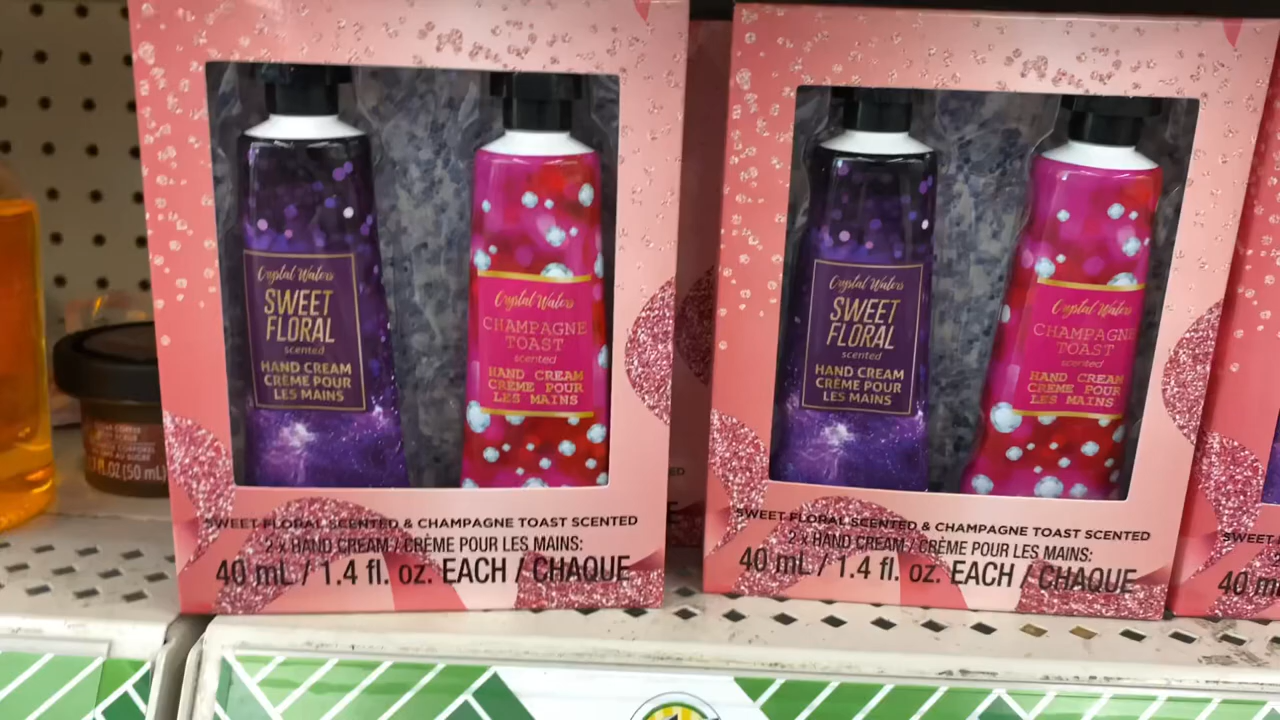 Crystal Waters
SWEET
FLORAL
scented
HAND CREAM
CRÈME POUR
LES MAINS
Crystal Waters
CHAMPAGNE
TOAST
scented
HAND CREAM
CRÈME POUR
LES MAINS
SWEET FLORAL SCENTED & CHAMPAGNE TOAST SCENTED
2 x HAND CREAM / CRÈME POUR LES MAINS:
40 mL / 1.4 fl. oz. EACH / CHAQUE
Crystal Waters
SWEET
FLORAL
scented
HAND CREAM
CRÈME POUR
LES MAINS
Crystal Waters
CHAMPAGNE
TOAST
scented
HAND CREAM
CRÈME POUR
LES MAINS
SWEET FLORAL SCENTED & CHAMPAGNE TOAST SCENTED
2 x HAND CREAM / CRÈME POUR LES MAINS:
40 mL / 1.4 fl. oz. EACH / CHAQUE
FL OZ (50 mL)
SWEET
40 m